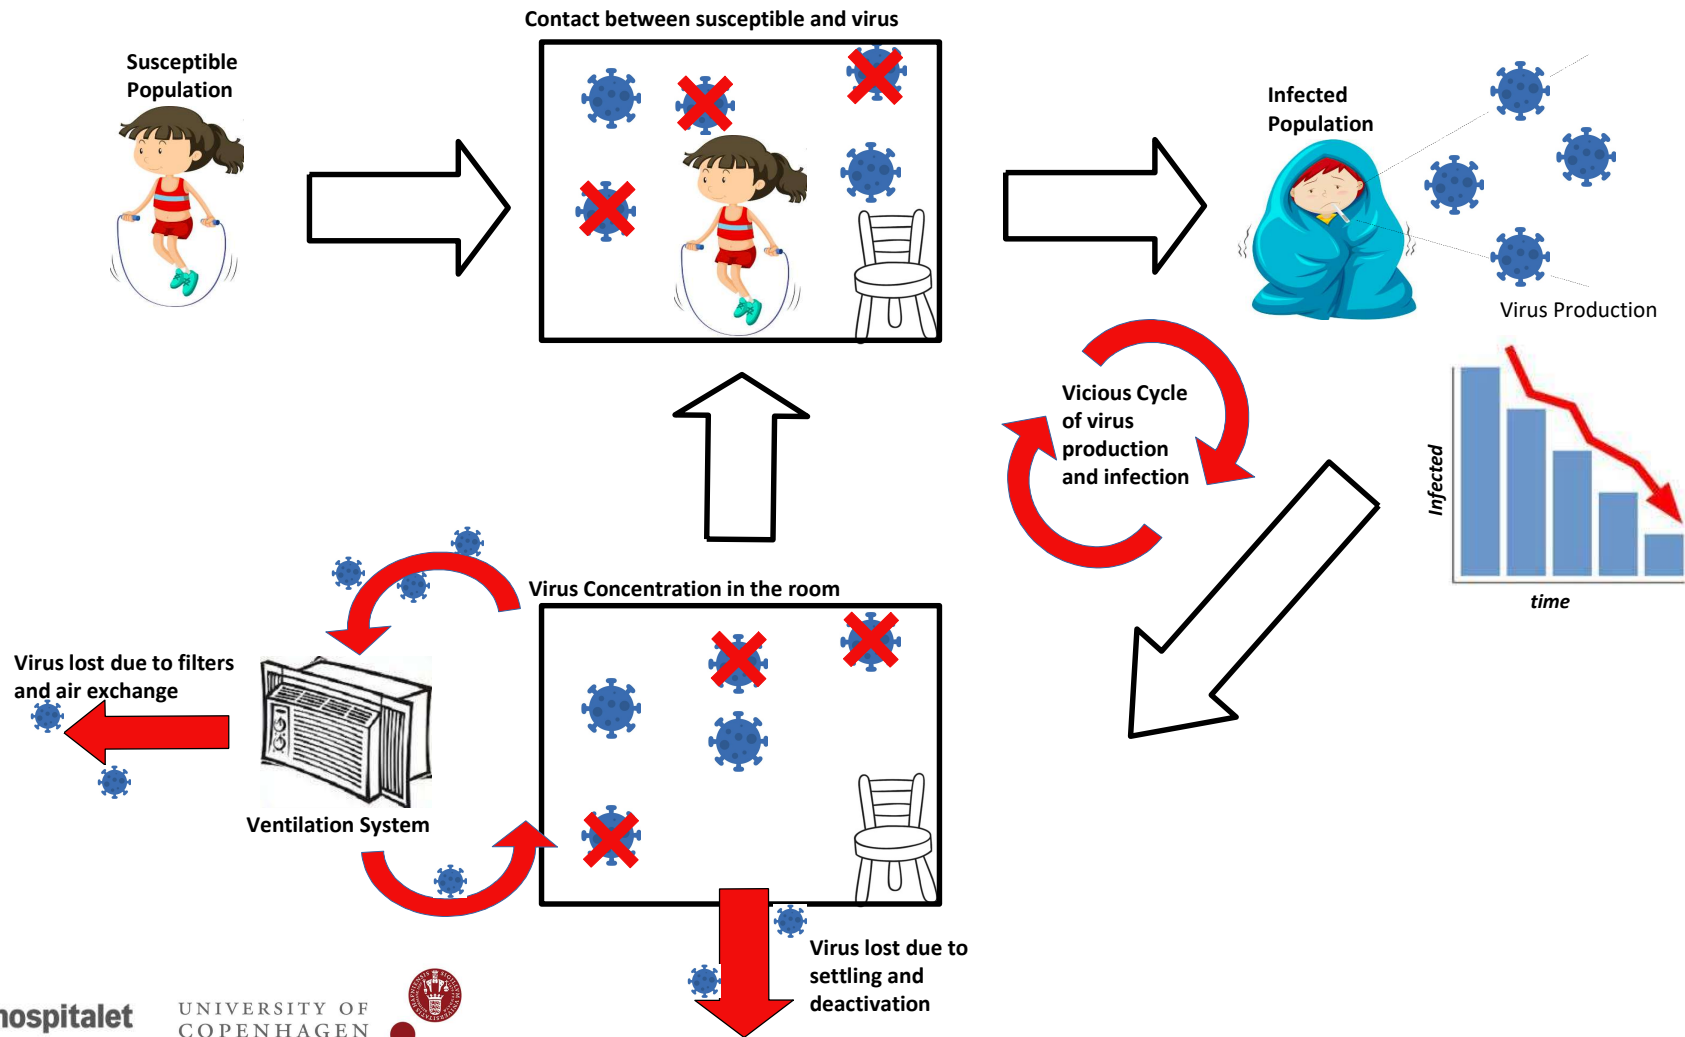 Contact between susceptible and virus
Susceptible
Population
Infected
Population
Virus Production
Vicious Cycle
of virus
production
and infection
Infected
time
Virus Concentration in the room
Virus lost due to filters
and air exchange
Ventilation System
Virus lost due to
settling and
deactivation
hospitalet
UNIVERSITY OF
COPENHAGEN